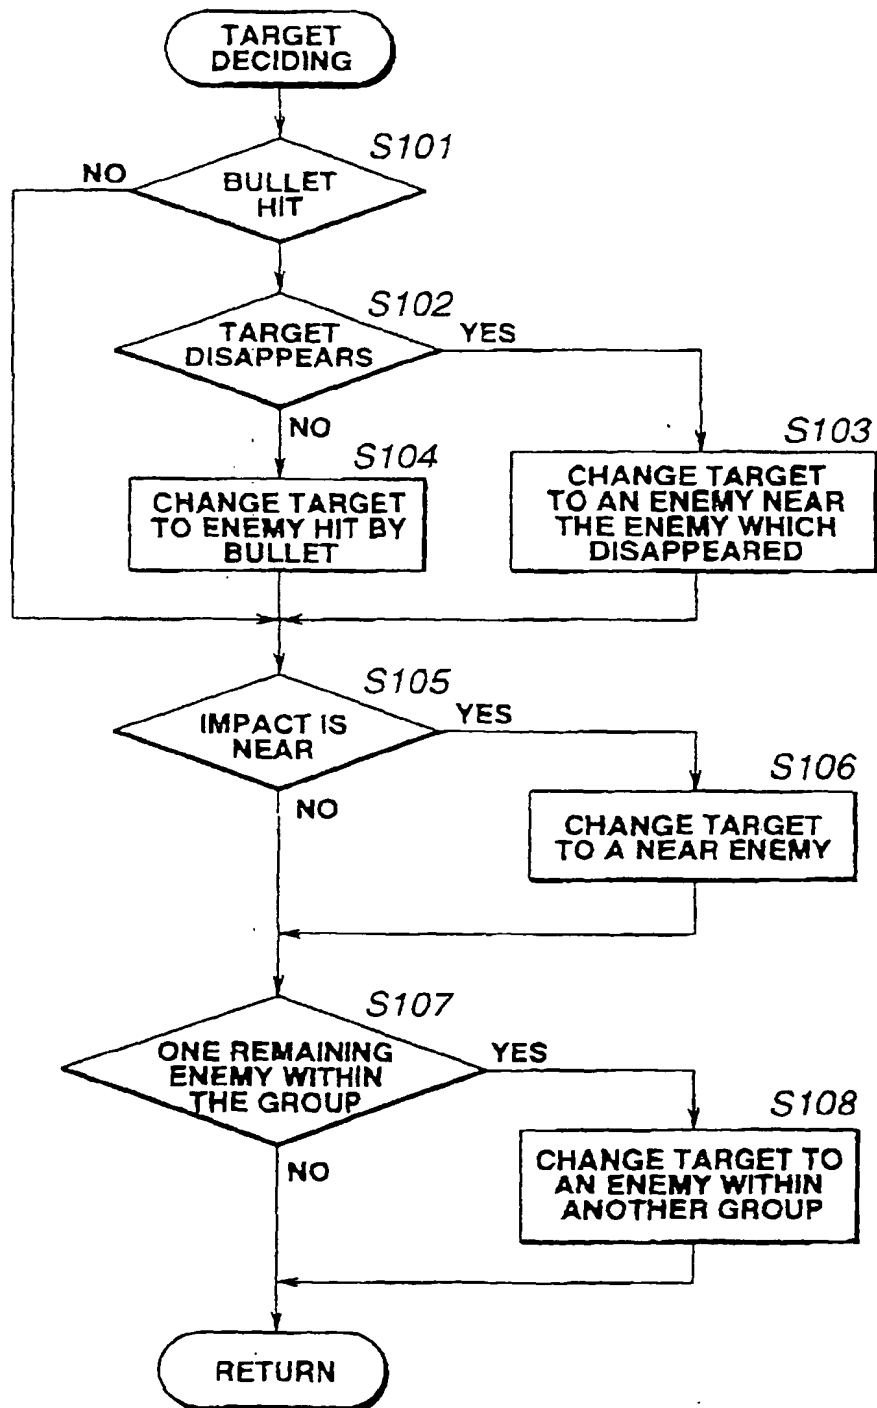 TARGET
DECIDING
S101
NO
BULLET
HIT
S102
TARGET
DISAPPEARS
YES
NO
S103
S104
CHANGE TARGET
TO ENEMY HIT BY
BULLET
CHANGE TARGET
TO AN ENEMY NEAR
THE ENEMY WHICH
DISAPPEARED
S105
IMPACT IS
NEAR
YES
S106
NO
CHANGE TARGET
TO A NEAR ENEMY
S107
ONE REMAINING
ENEMY WITHIN
THE GROUP
YES
S108
NO
CHANGE TARGET TO
AN ENEMY WITHIN
ANOTHER GROUP
RETURN